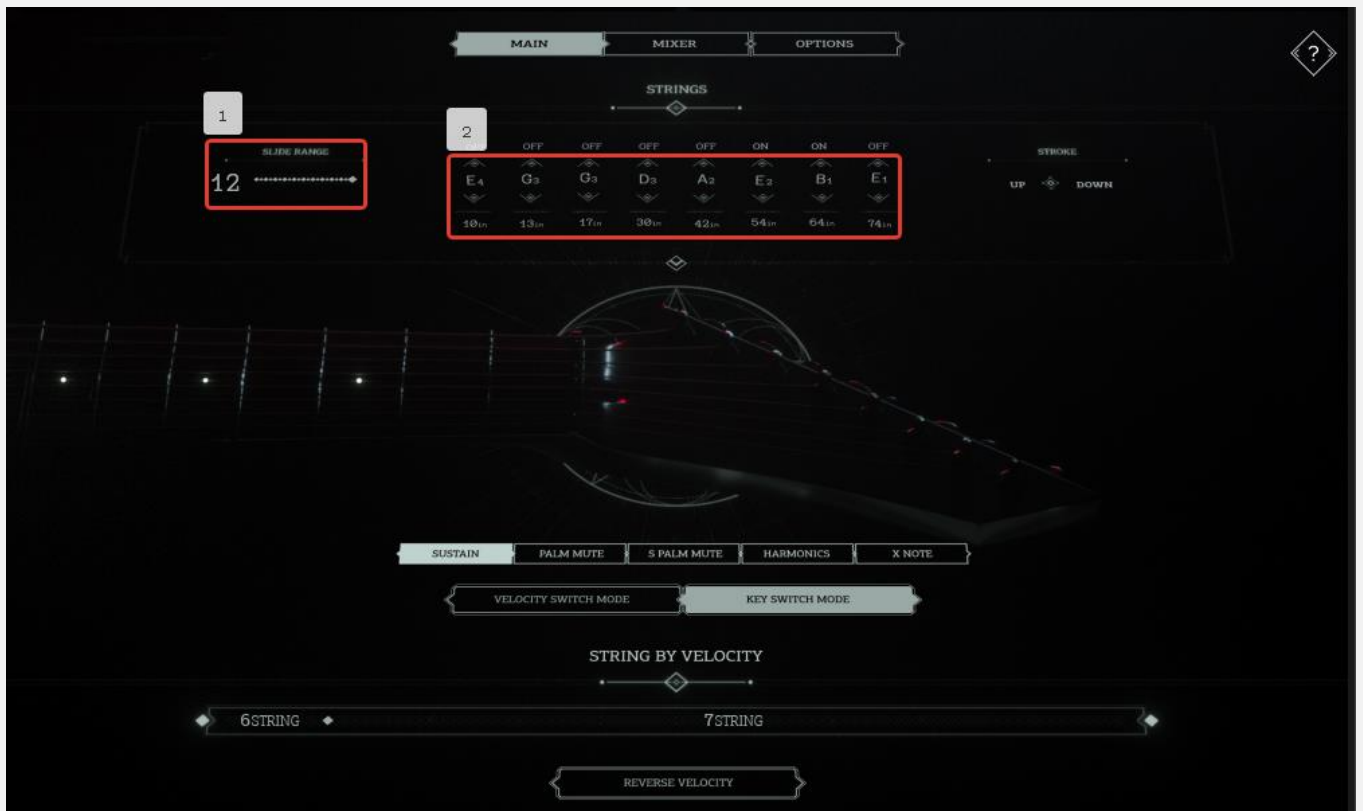 MAIN MIXER OPTIONS
?
STRINGS
1
2
SLIDE RANGE
12
OFF OFF OFF OFF ON ON OFF
E4 G3 G3 D3 A2 E2 B1 E1
10in 13in 17in 30in 42in 54in 64in 74in
STROKE
UP DOWN
SUSTAIN PALM MUTE S PALM MUTE HARMONICS X NOTE
VELOCITY SWITCH MODE KEY SWITCH MODE
STRING BY VELOCITY
6STRING 7STRING
REVERSE VELOCITY